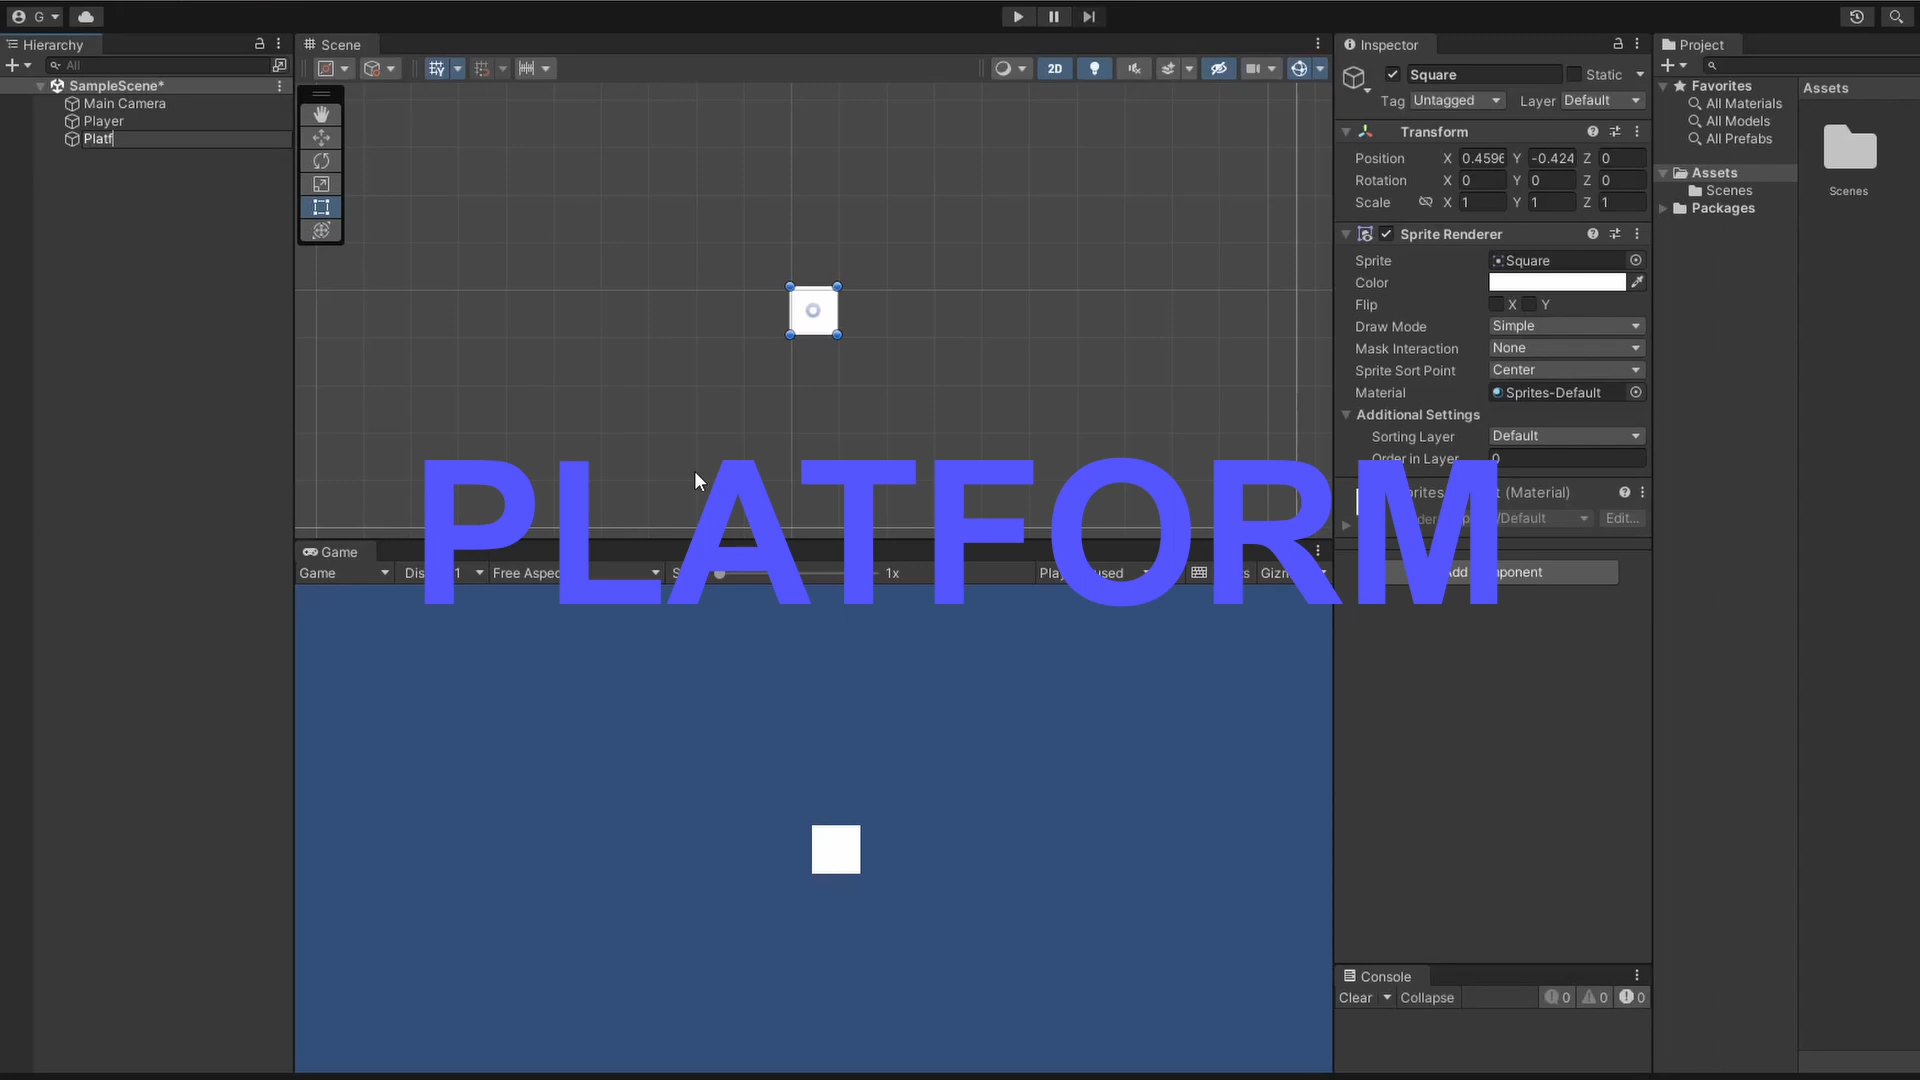 G
Hierarchy
All
SampleScene*
Main Camera
Player
Platf
Scene
2D
Inspector
Square
Static
Tag Untagged Layer Default
Transform
Position X 0.4596 Y -0.424 Z 0
Rotation X 0 Y 0 Z 0
Scale X 1 Y 1 Z 1
Sprite Renderer
Sprite Square
Color
Flip X Y
Draw Mode Simple
Mask Interaction None
Sprite Sort Point Center
Material Sprites-Default
Additional Settings
Sorting Layer Default
Order in Layer 0
(Material)
Edit...
PLATFORM
Game
Game
1
1x
Project
Favorites
All Materials
All Models
All Prefabs
Assets
Scenes
Packages
Assets
Scenes
Console
Clear Collapse 0 0 0